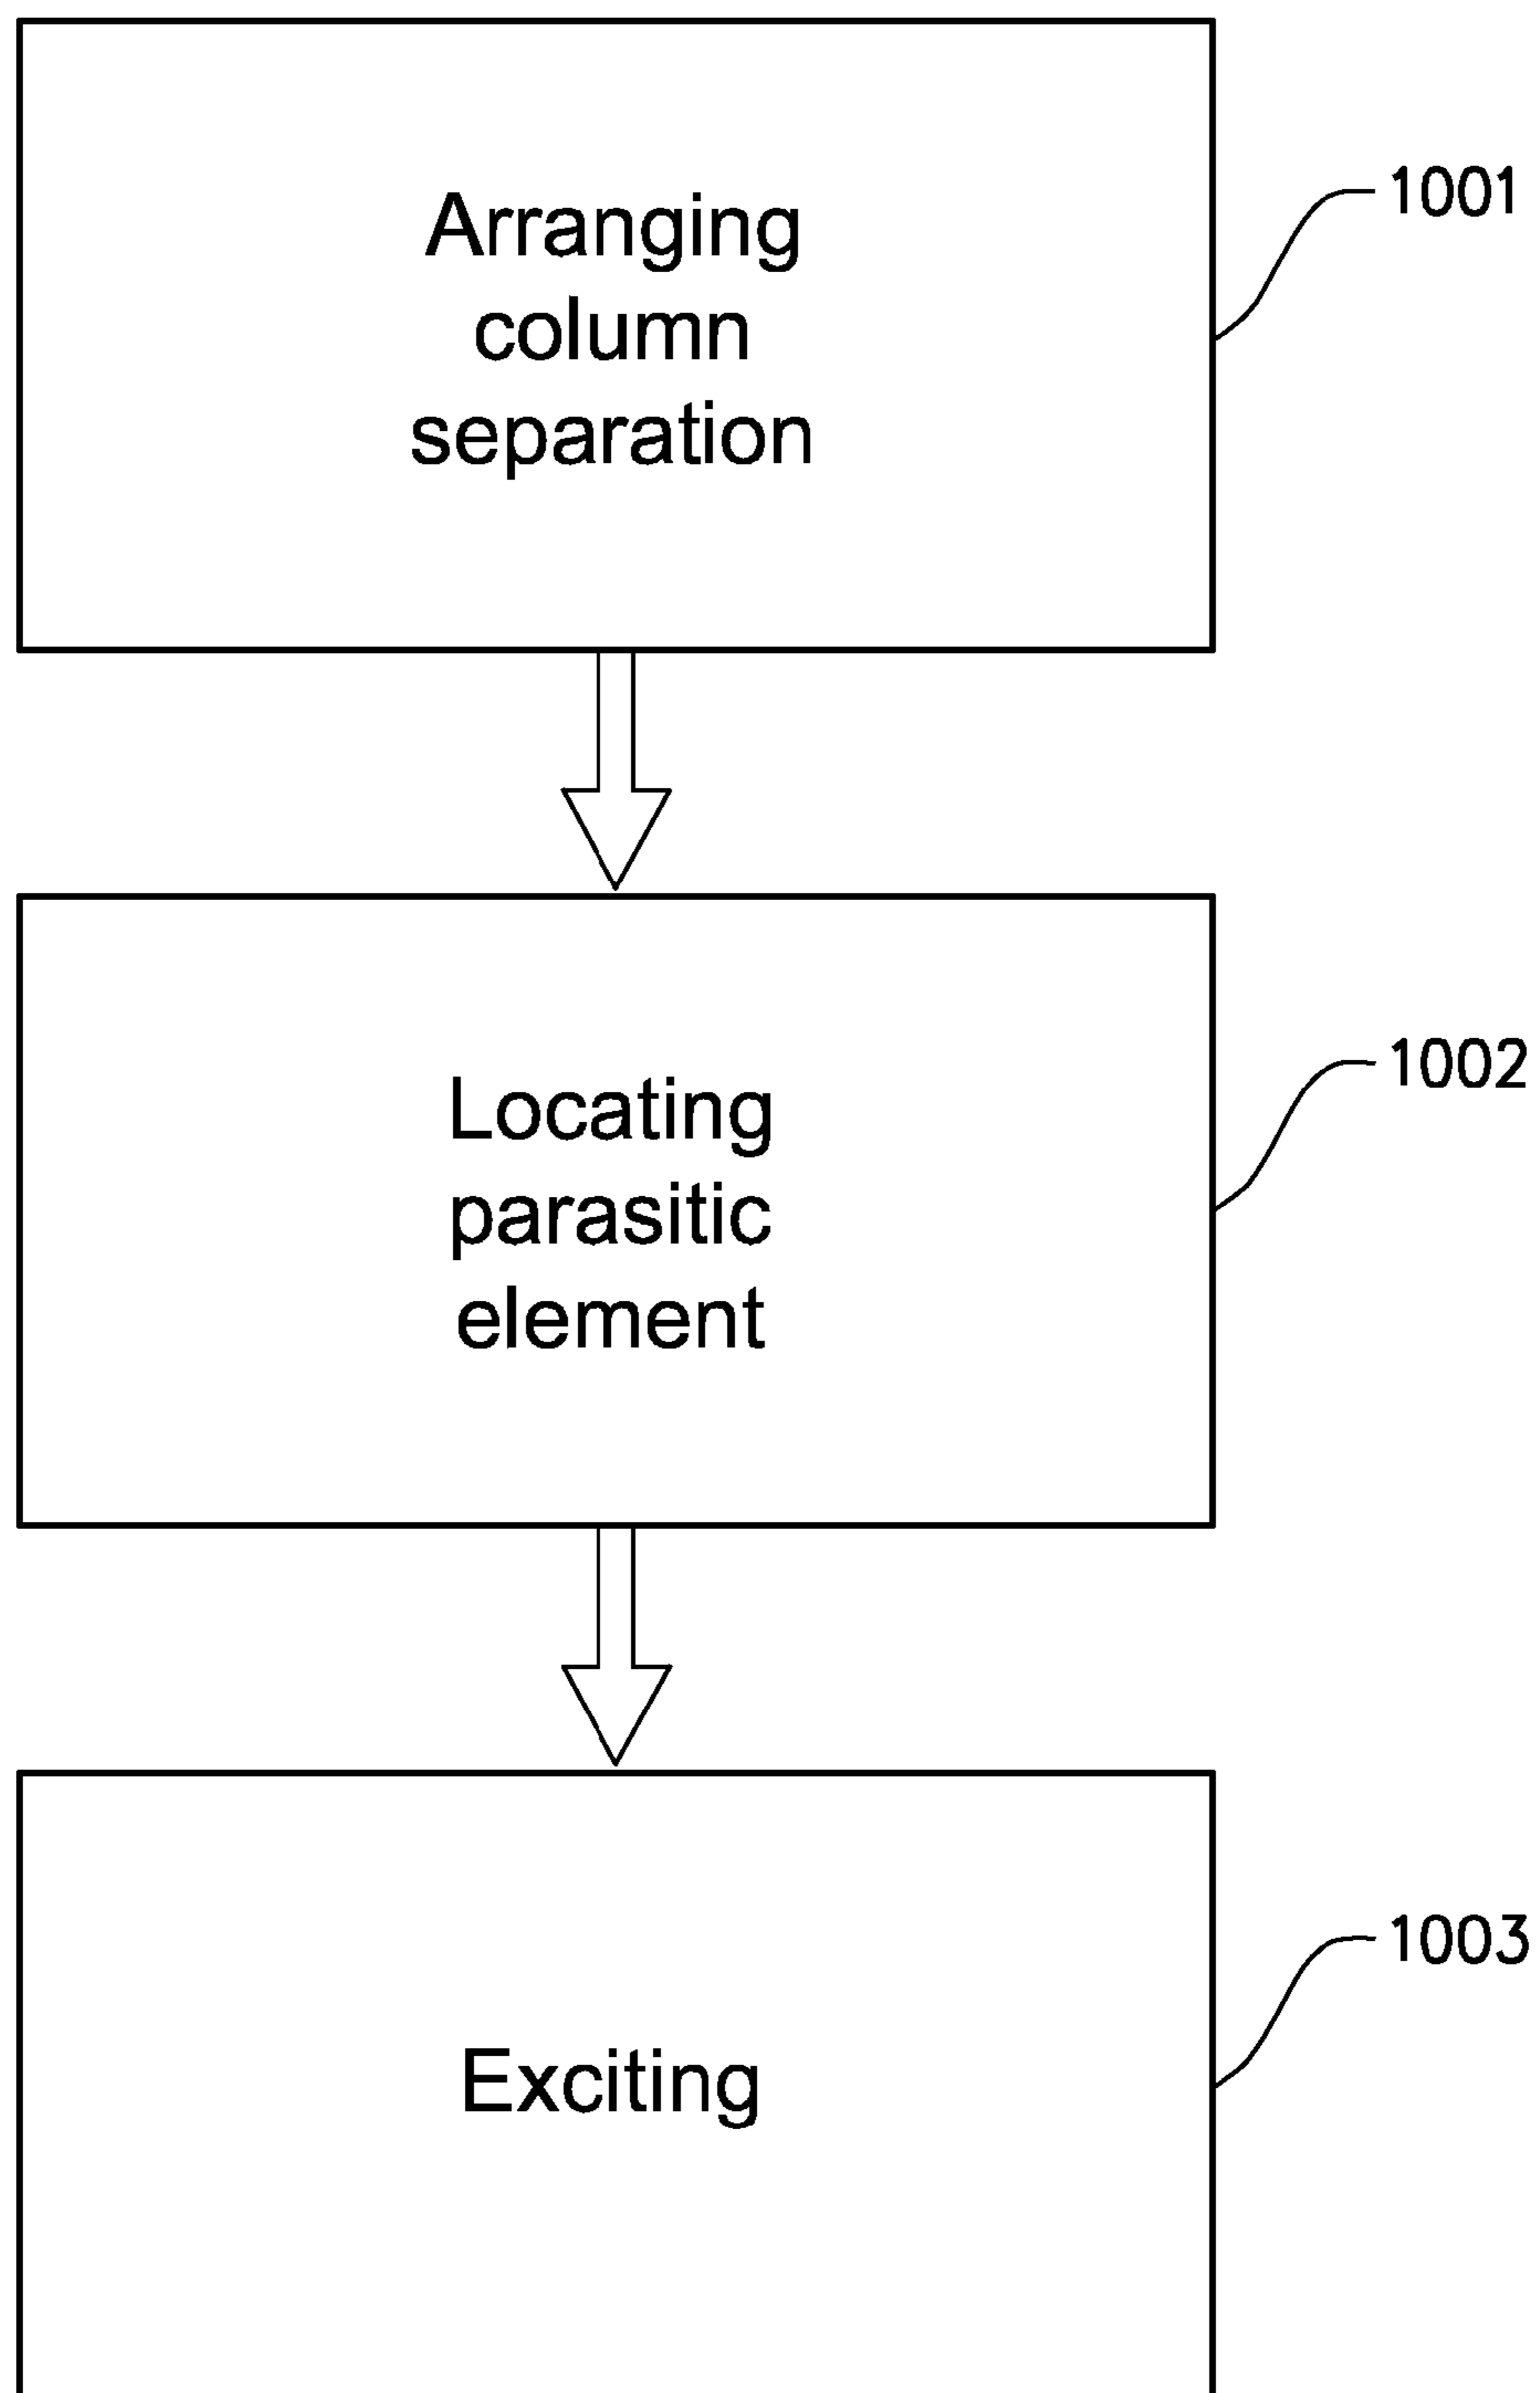 Arranging
column
separation
1001
Locating
parasitic
element
1002
Exciting
1003